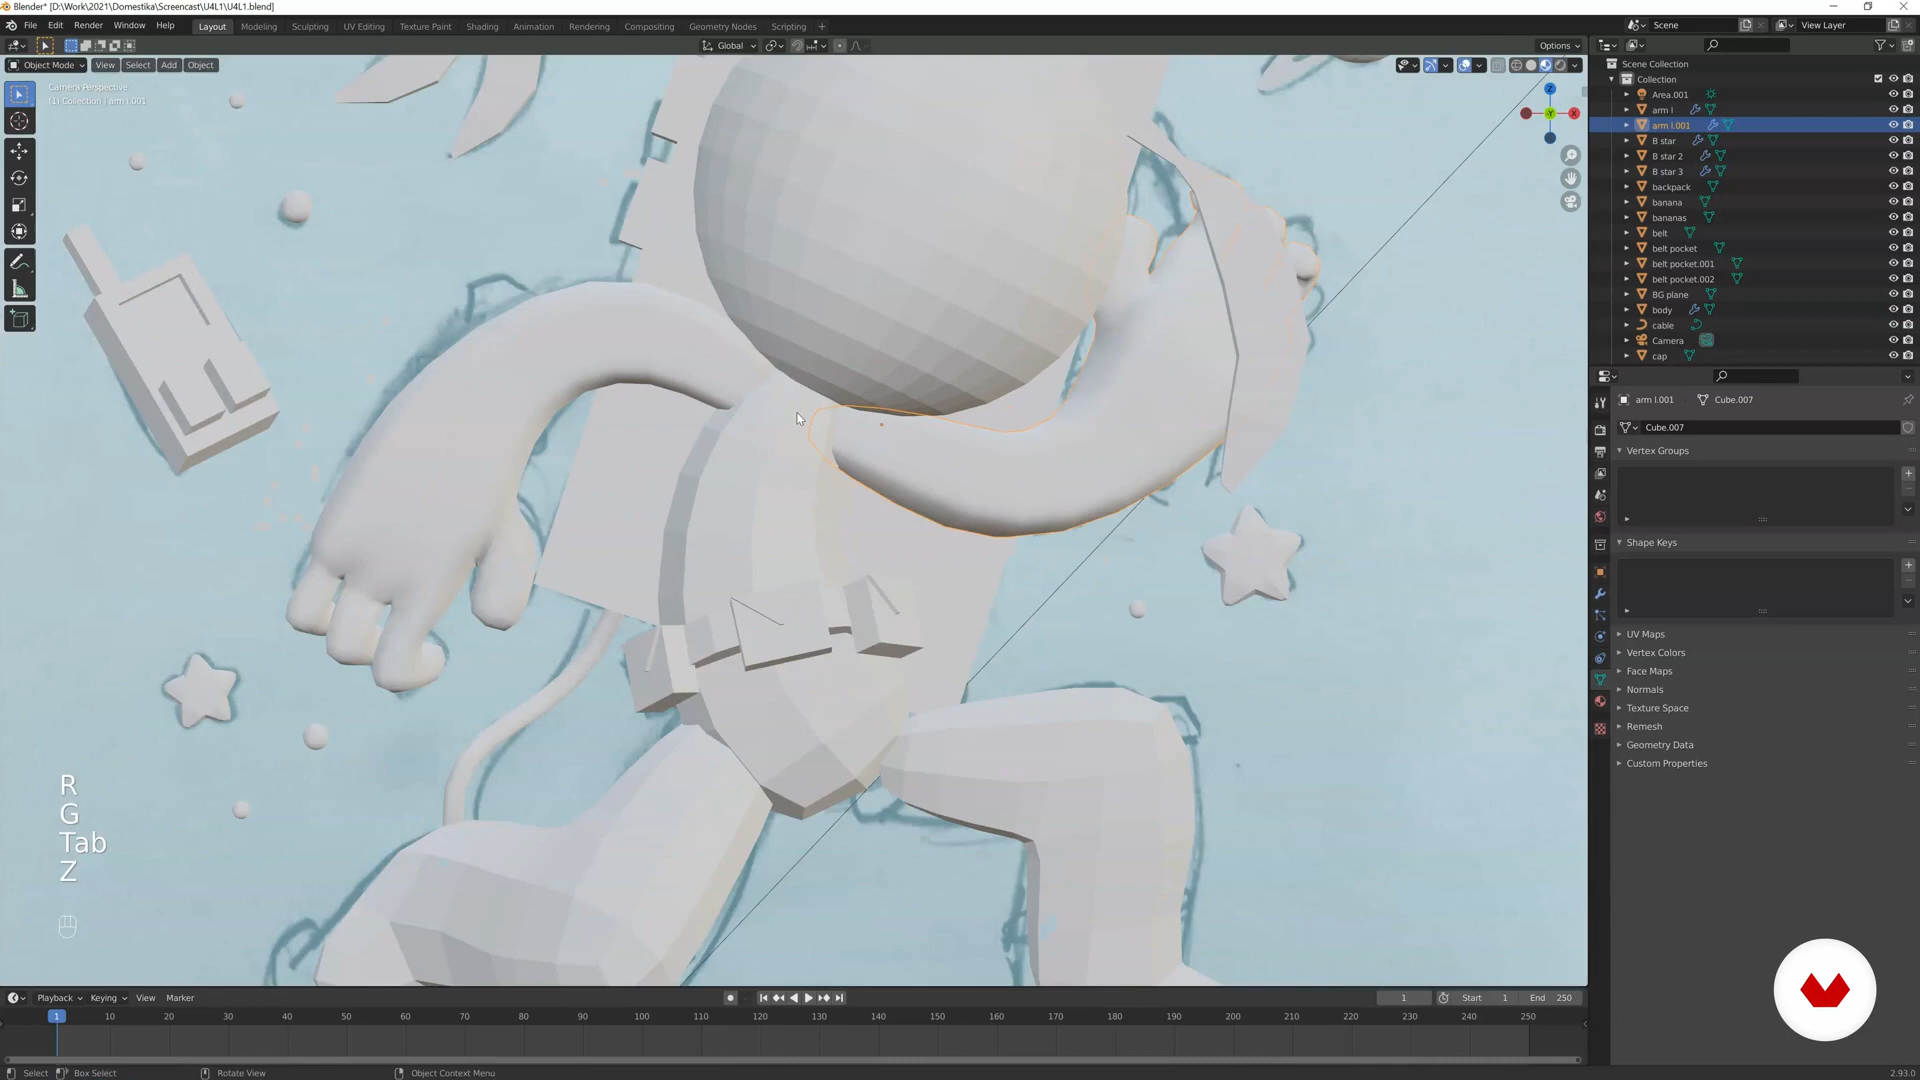 Blender* [D:\Work\2021\Domestika\Screencast\U4L1\U4L1.blend]
File Edit Render Window Help
Layout Modeling Sculpting UV Editing Texture Paint Shading Animation Rendering Compositing Geometry Nodes Scripting +
Scene
View Layer
Global
Options
Object Mode View Select Add Object
Camera Perspective
(1) Collection | arm l.001
Z
Y
X
Scene Collection
Collection
Area.001
arm l
arm l.001
B star
B star 2
B star 3
backpack
banana
bananas
belt
belt pocket
belt pocket.001
belt pocket.002
BG plane
body
cable
Camera
cap
arm l.001 Cube.007
Cube.007
Vertex Groups
Shape Keys
UV Maps
Vertex Colors
Face Maps
Normals
Texture Space
Remesh
Geometry Data
Custom Properties
R
G
Tab
Z
Playback Keying View Marker
1 Start 1 End 250
1 10 20 30 40 50 60 70 80 90 100 110 120 130 140 150 160 170 180 190 200 210 220 230 240 250
Select Box Select Rotate View Object Context Menu
2.93.0